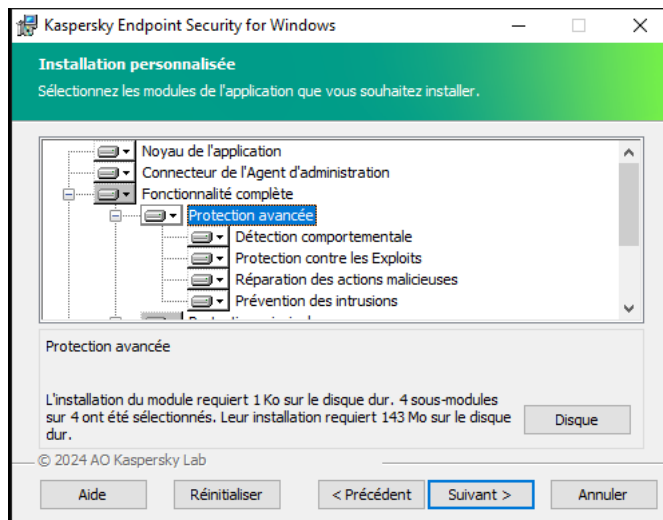 Kaspersky Endpoint Security for Windows
Installation personnalisée
Sélectionnez les modules de l'application que vous souhaitez installer.
Noyau de l'application
Connecteur de l'Agent d'administration
Fonctionnalité complète
Protection avancée
Détection comportementale
Protection contre les Exploits
Réparation des actions malicieuses
Prévention des intrusions
Protection avancée
L'installation du module requiert 1 Ko sur le disque dur. 4 sous-modules
sur 4 ont été sélectionnés. Leur installation requiert 143 Mo sur le disque
dur.
Disque
© 2024 AO Kaspersky Lab
Aide
Réinitialiser
< Précédent
Suivant >
Annuler